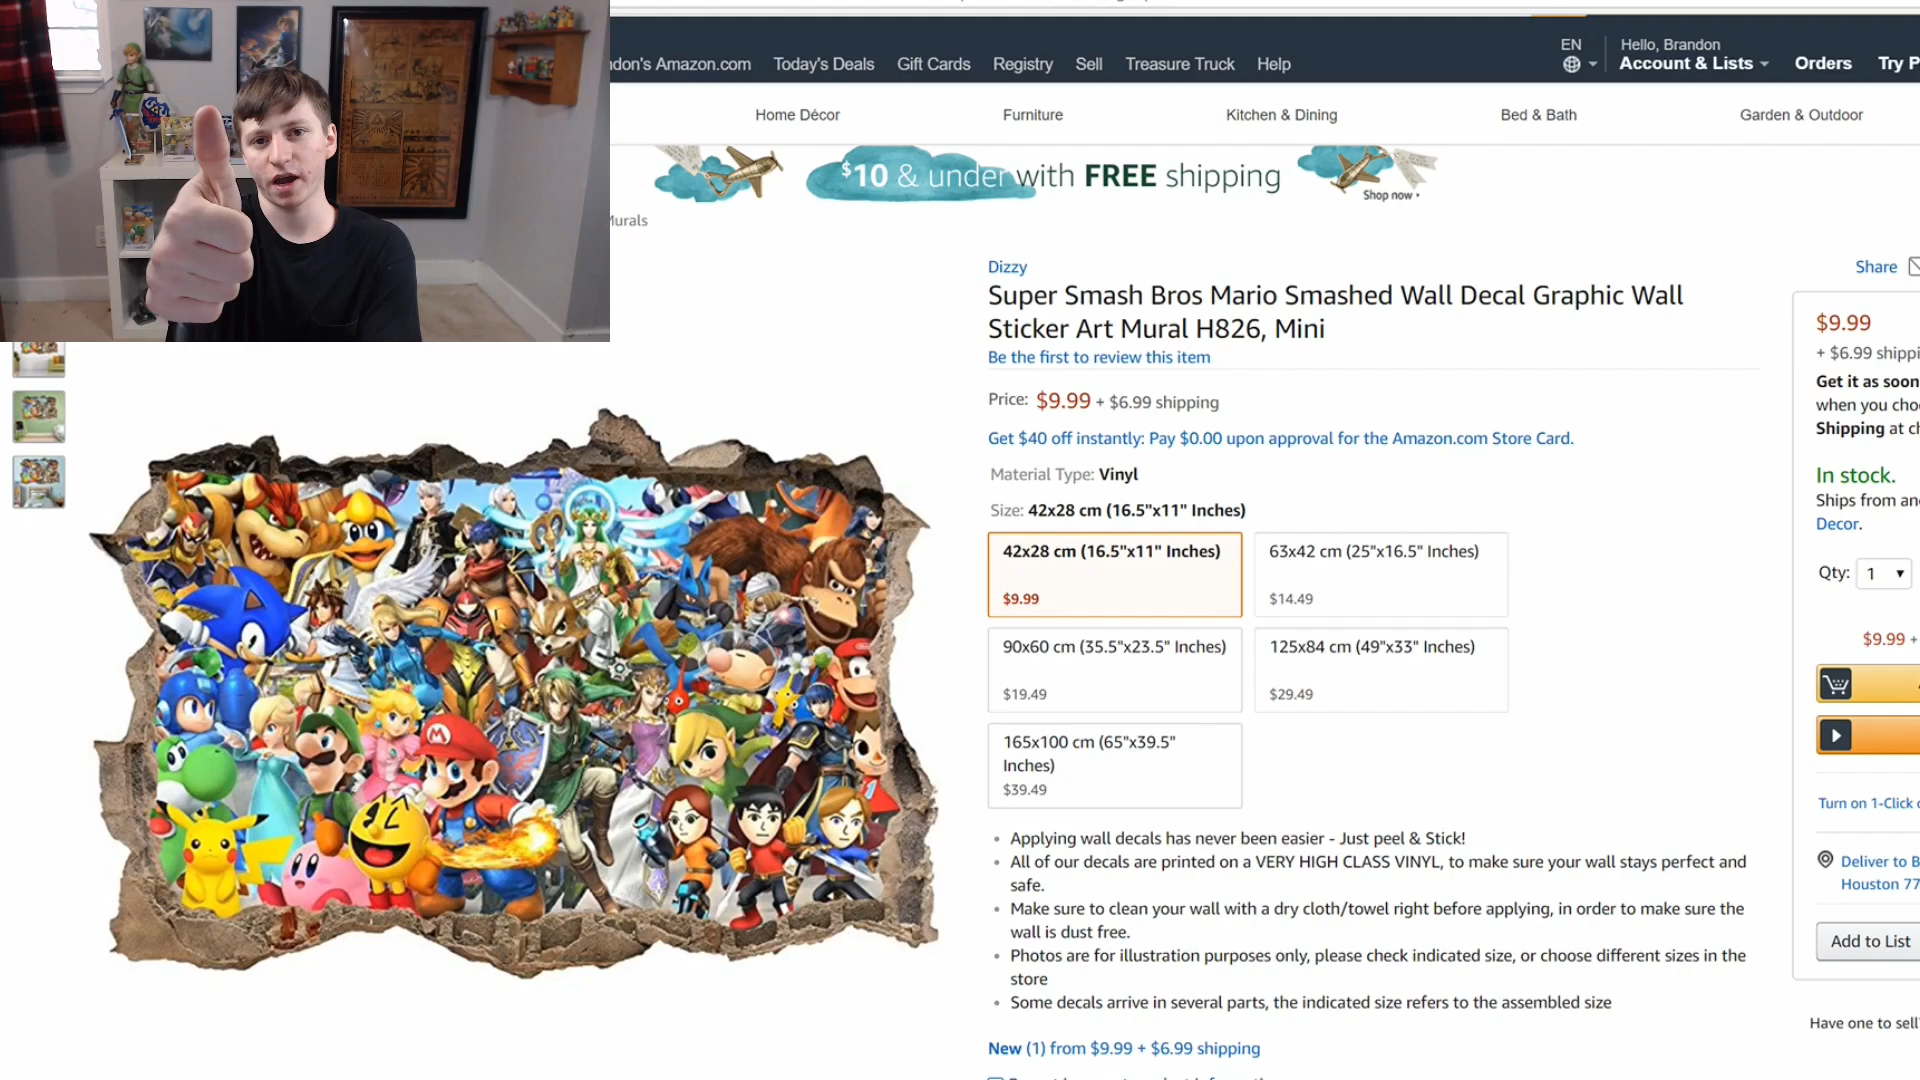 don's Amazon.com Today's Deals Gift Cards Registry Sell Treasure Truck Help
EN
Hello, Brandon
Account & Lists
Orders
Try P
Home Décor Furniture Kitchen & Dining Bed & Bath Garden & Outdoor
$10 & under with FREE shipping
Shop now
Murals
Dizzy
Super Smash Bros Mario Smashed Wall Decal Graphic Wall
Sticker Art Mural H826, Mini
Be the first to review this item
Price: $9.99 + $6.99 shipping
Get $40 off instantly: Pay $0.00 upon approval for the Amazon.com Store Card.
Material Type: Vinyl
Size: 42x28 cm (16.5"x11" Inches)
42x28 cm (16.5"x11" Inches)
$9.99
63x42 cm (25"x16.5" Inches)
$14.49
90x60 cm (35.5"x23.5" Inches)
$19.49
125x84 cm (49"x33" Inches)
$29.49
165x100 cm (65"x39.5"
Inches)
$39.49
• Applying wall decals has never been easier - Just peel & Stick!
• All of our decals are printed on a VERY HIGH CLASS VINYL, to make sure your wall stays perfect and
safe.
• Make sure to clean your wall with a dry cloth/towel right before applying, in order to make sure the
wall is dust free.
• Photos are for illustration purposes only, please check indicated size, or choose different sizes in the
store
• Some decals arrive in several parts, the indicated size refers to the assembled size
New (1) from $9.99 + $6.99 shipping
Share
$9.99
+ $6.99 shippi
Get it as soon
when you cho
Shipping at ch
In stock.
Ships from an
Decor.
Qty: 1
$9.99 +
Turn on 1-Click
Deliver to B
Houston 77
Add to List
Have one to sell?